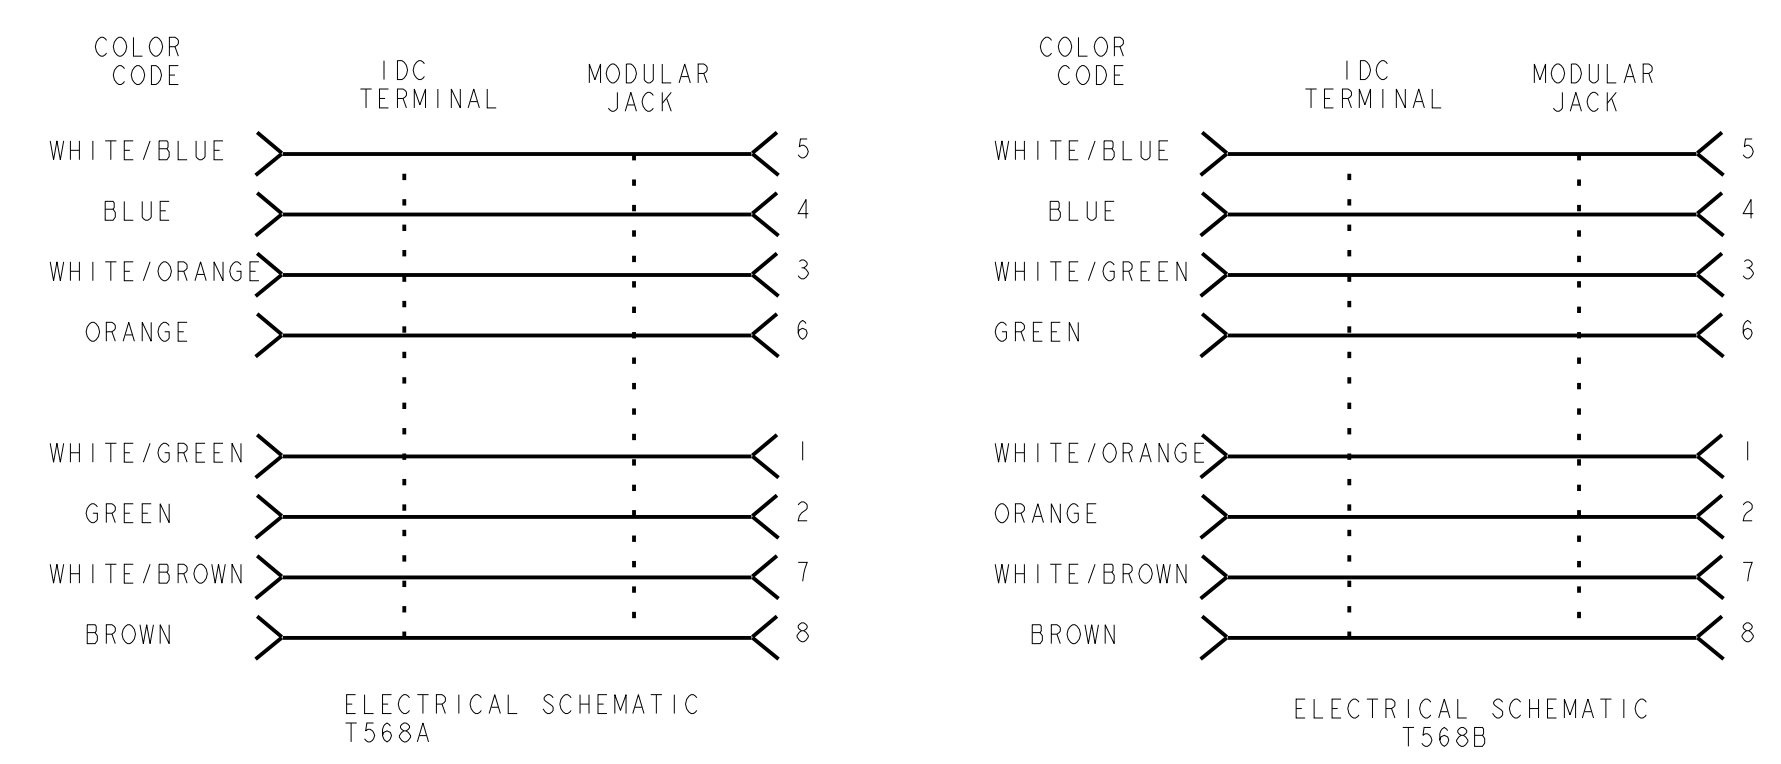 COLOR
CODE
IDC
TERMINAL
MODULAR
JACK
WHITE/BLUE 5
BLUE 4
WHITE/ORANGE 3
ORANGE 6
WHITE/GREEN 1
GREEN 2
WHITE/BROWN 7
BROWN 8
ELECTRICAL SCHEMATIC
T568A
COLOR
CODE
IDC
TERMINAL
MODULAR
JACK
WHITE/BLUE 5
BLUE 4
WHITE/GREEN 3
GREEN 6
WHITE/ORANGE 1
ORANGE 2
WHITE/BROWN 7
BROWN 8
ELECTRICAL SCHEMATIC
T568B